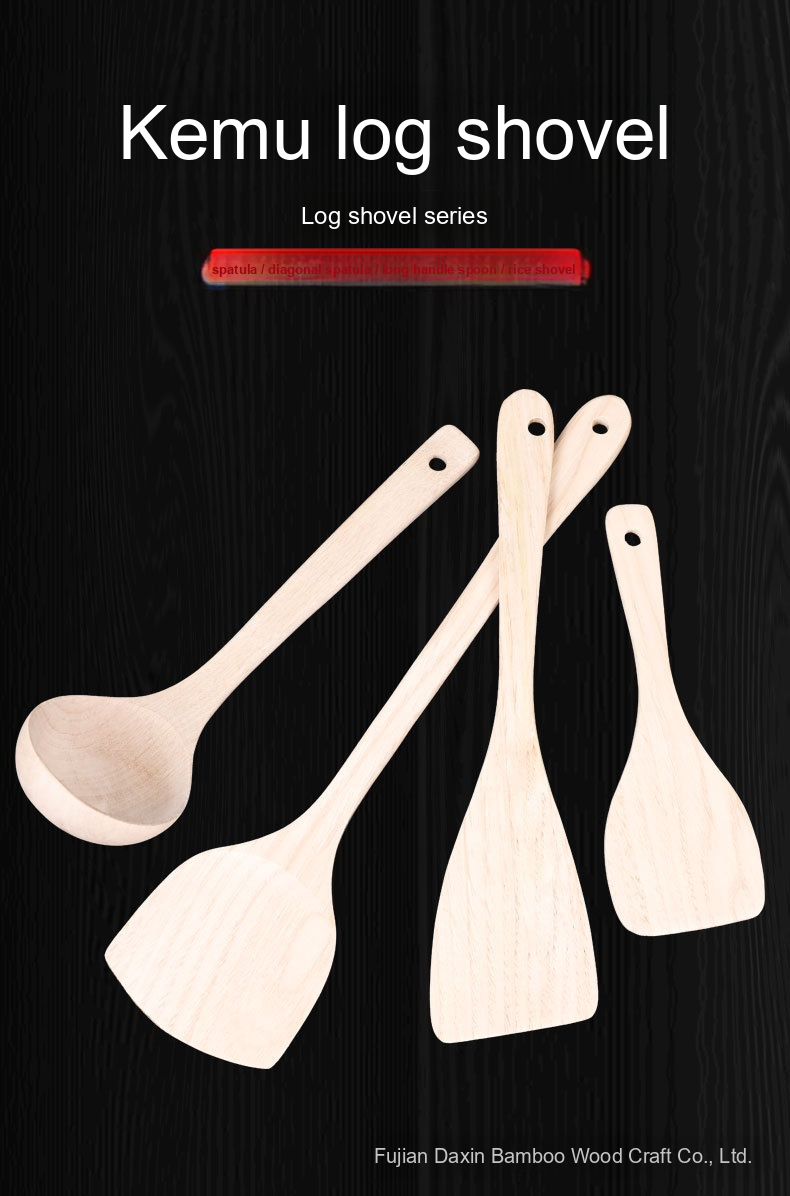 Kemu log shovel
Log shovel series
spatula / diagonal spatula / long handle spoon / rice shovel
Fujian Daxin Bamboo Wood Craft Co., Ltd.